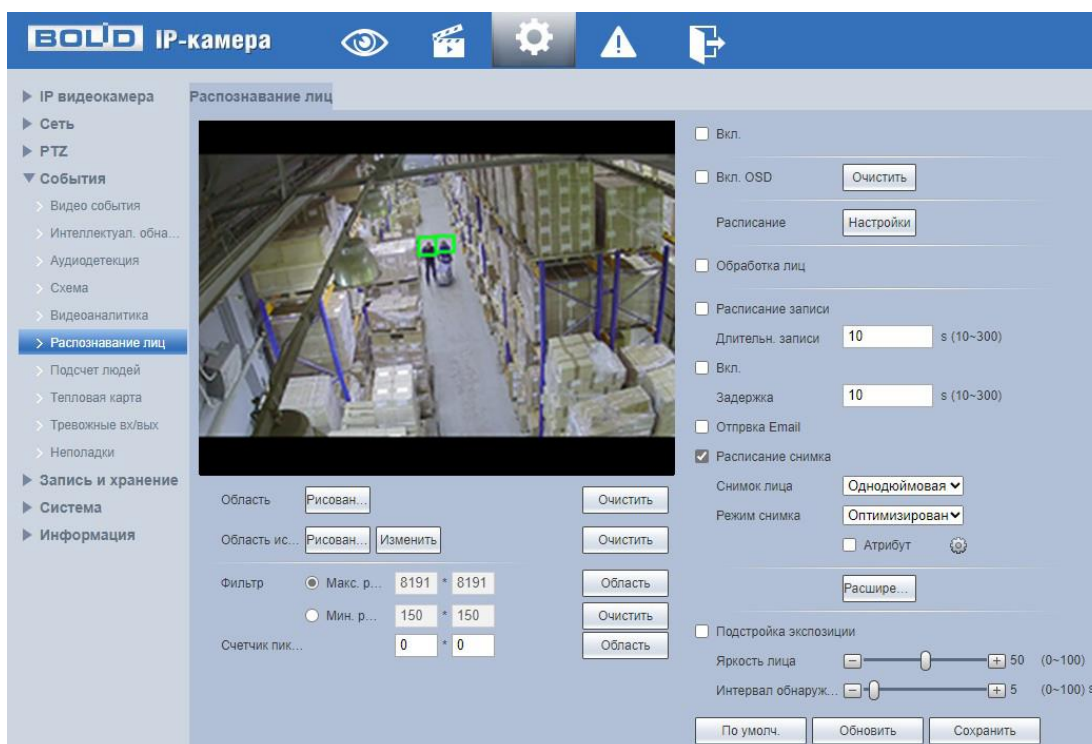 BOLID IP-камера
IP видеокамера
Сеть
PTZ
События
Видео события
Интеллектуал. обна...
Аудиодетекция
Схема
Видеоаналитика
Распознавание лиц
Подсчет людей
Тепловая карта
Тревожные вх/вых
Неполадки
Запись и хранение
Система
Информация
Распознавание лиц
Область Рисован... Очистить
Область ис... Рисован... Изменить Очистить
Фильтр Макс. р... 8191 * 8191 Область
Мин. р... 150 * 150 Очистить
Счетчик пик... 0 * 0 Область
Вкл.
Вкл. OSD Очистить
Расписание Настройки
Обработка лиц
Расписание записи
Длительн. записи 10 s (10~300)
Вкл.
Задержка 10 s (10~300)
Отпрвка Email
Расписание снимка
Снимок лица Однодюймовая
Режим снимка Оптимизирован
Атрибут
Расшире...
Подстройка экспозиции
Яркость лица 50 (0~100)
Интервал обнаруж... 5 (0~100) s
По умолч. Обновить Сохранить